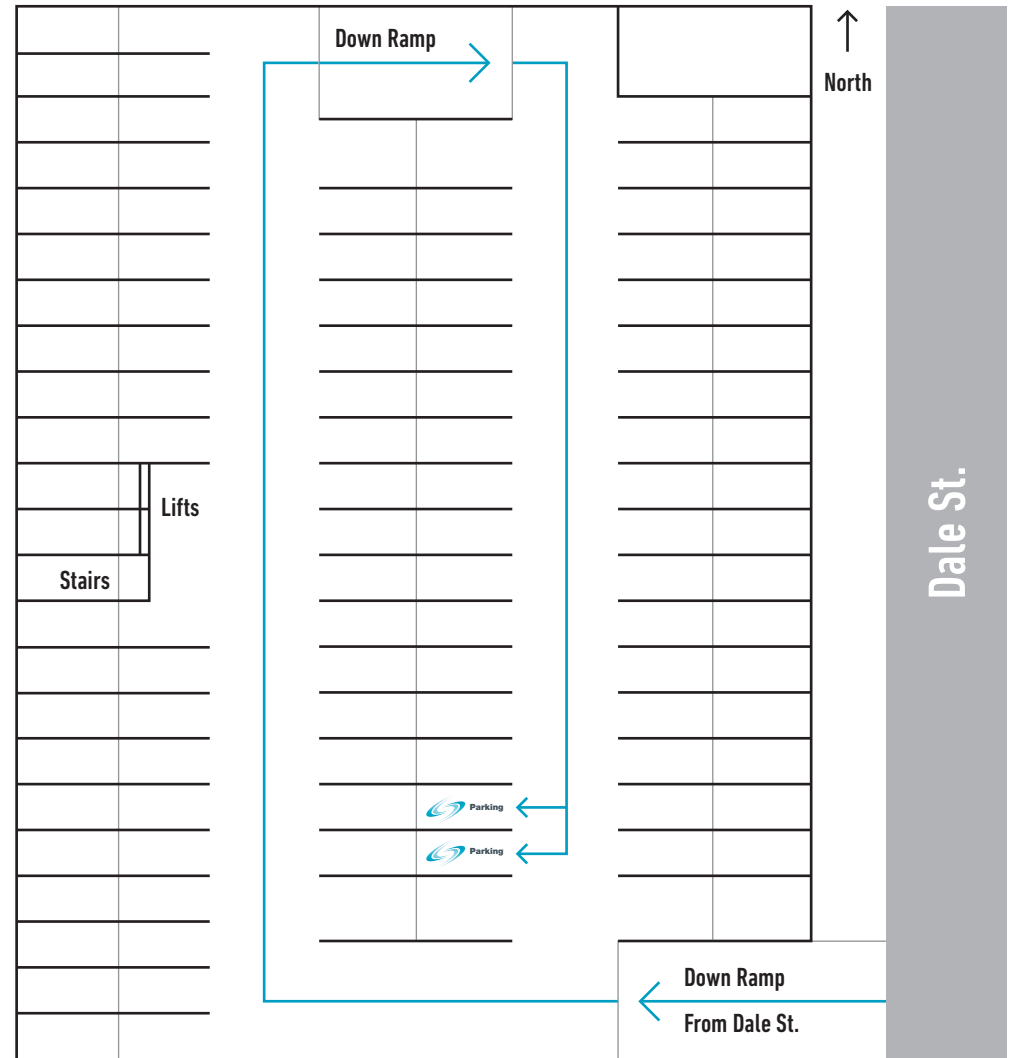 Down Ramp
North
Lifts
Dale St.
Stairs
Parking
Parking
Down Ramp
From Dale St.